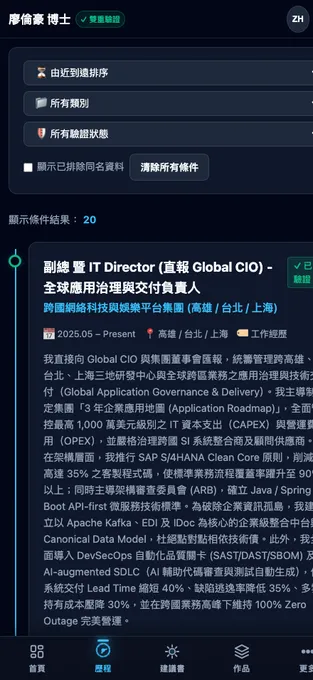 廖倫豪 博士
✓ 雙重驗證
ZH
⏳ 由近到遠排序
📁 所有類別
🛡️ 所有驗證狀態
顯示已排除同名資料
清除所有條件
顯示條件結果： 20
副總 暨 IT Director (直報 Global CIO) -
全球應用治理與交付負責人
✓ 已
驗證
跨國網絡科技與娛樂平台集團 (高雄 / 台北 / 上海)
📅 2025.05 – Present 📍 高雄 / 台北 / 上海 🏷️ 工作經歷
我直接向 Global CIO 與集團董事會匯報，統籌管理跨高雄、
台北、上海三地研發中心與全球跨區業務之應用治理與技術交
付（Global Application Governance & Delivery）。我主導制
定集團「3 年企業應用地圖 (Application Roadmap)」，全面管
控最高 1,000 萬美元級別之 IT 資本支出（CAPEX）與營運費
用（OPEX），並嚴格治理跨國 SI 系統整合商及顧問供應商。
在架構層面，我推行 SAP S/4HANA Clean Core 原則，削減
高達 35% 之客製程式碼，使標準業務流程覆蓋率躍升至 90%
以上；同時主導架構審查委員會 (ARB)，確立 Java / Spring
Boot API-first 微服務技術標準。為破除企業資訊孤島，我建
立以 Apache Kafka、EDI 及 IDoc 為核心的企業級整合中台與
Canonical Data Model，杜絕點對點相依技術債。此外，我全
面導入 DevSecOps 自動化品質關卡 (SAST/DAST/SBOM) 及
AI-augmented SDLC（AI 輔助代碼審查與測試自動生成），
系統交付 Lead Time 縮短 40%、缺陷逃逸率降低 35%、多
持有成本壓降 30%，並在跨國業務高峰下維持 100% Zero
Outage 完美營運。
首頁
歷程
建議書
作品
更多